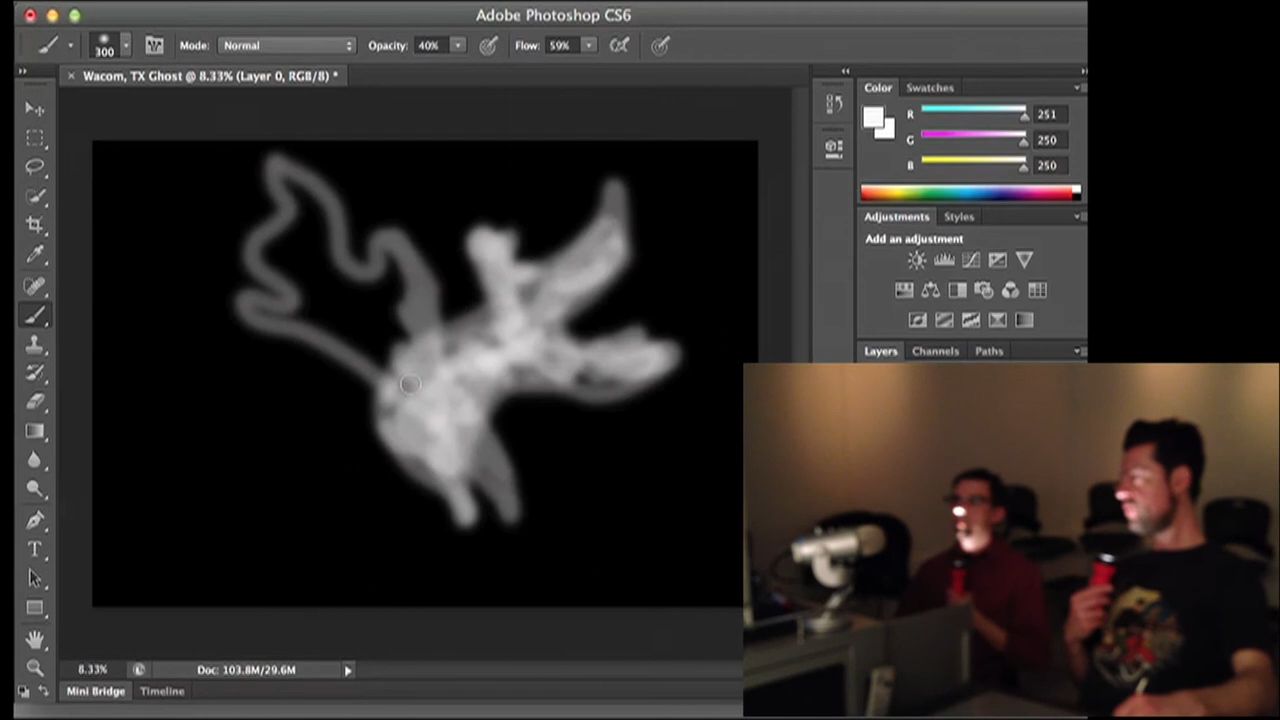 Adobe Photoshop CS6
300
Mode: Normal Opacity: 40% Flow: 59%
Wacom, TX Ghost @ 8.33% (Layer 0, RGB/8) *
Color Swatches
R 251
G 250
B 250
Adjustments Styles
Add an adjustment
Layers Channels Paths
T
8.33% Doc: 103.8M/29.6M
Mini Bridge Timeline